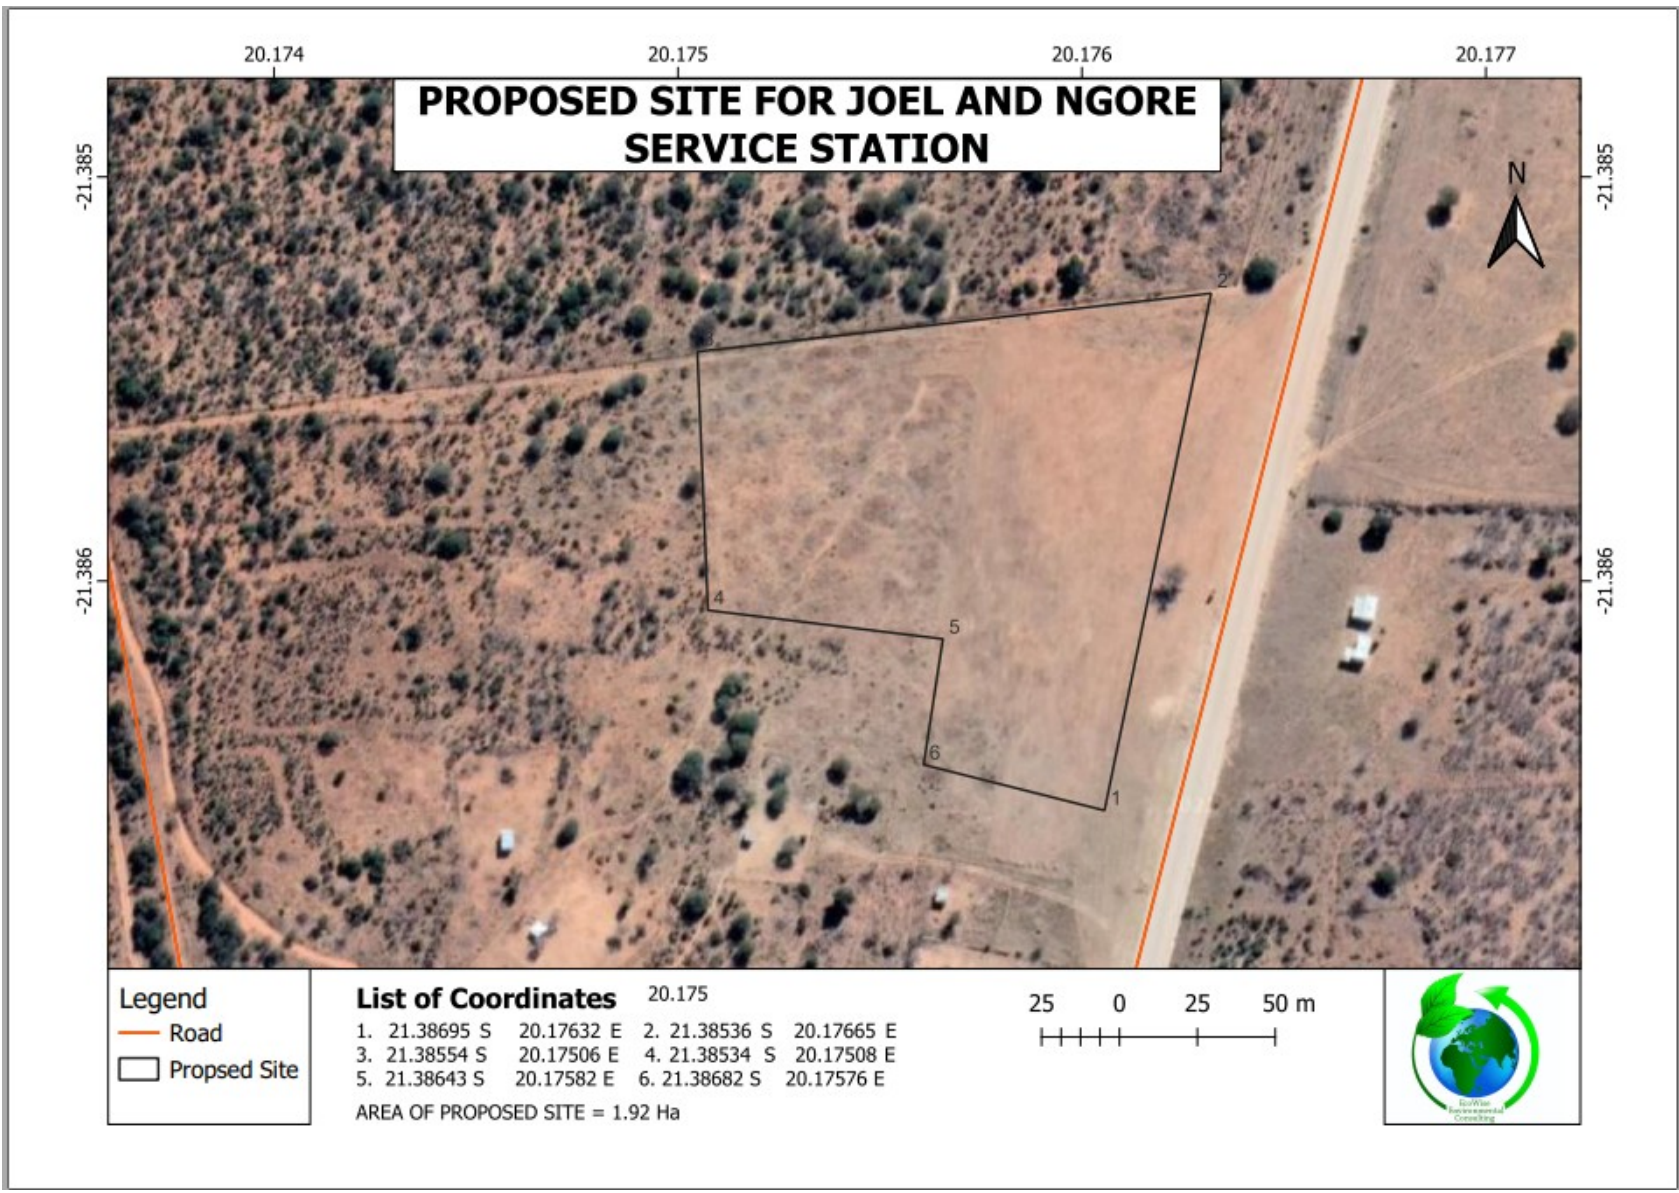 20.174 20.175 20.176 20.177
PROPOSED SITE FOR JOEL AND NGORE
SERVICE STATION
-21.385 -21.385
N
2
3
-21.386 -21.386
4
5
6
1
Legend
Road
Propsed Site
List of Coordinates 20.175
1. 21.38695 S 20.17632 E 2. 21.38536 S 20.17665 E
3. 21.38554 S 20.17506 E 4. 21.38534 S 20.17508 E
5. 21.38643 S 20.17582 E 6. 21.38682 S 20.17576 E
AREA OF PROPOSED SITE = 1.92 Ha
25 0 25 50 m
EcoWise
Environmental
Consulting